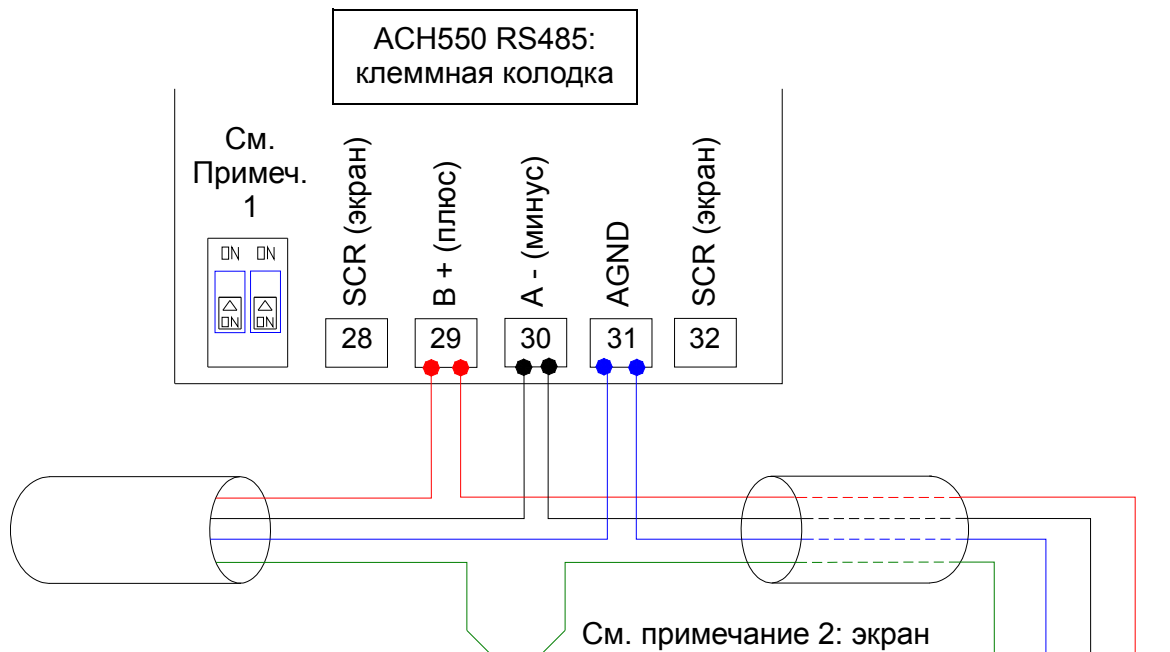 ACH550 RS485:
клеммная колодка
См.
Примеч.
1
ON ON
ON ON
SCR (экран)
B + (плюс)
A - (минус)
AGND
SCR (экран)
28
29
30
31
32
См. примечание 2: экран